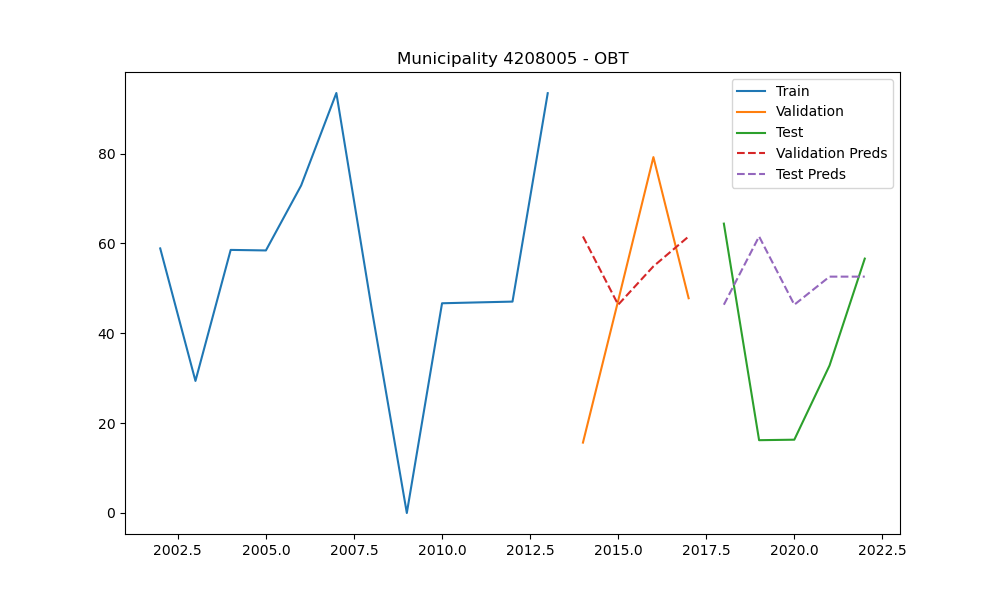 Municipality 4208005 - OBT
Train
Validation
Test
Validation Preds
Test Preds
80
60
40
20
0
2002.5 2005.0 2007.5 2010.0 2012.5 2015.0 2017.5 2020.0 2022.5